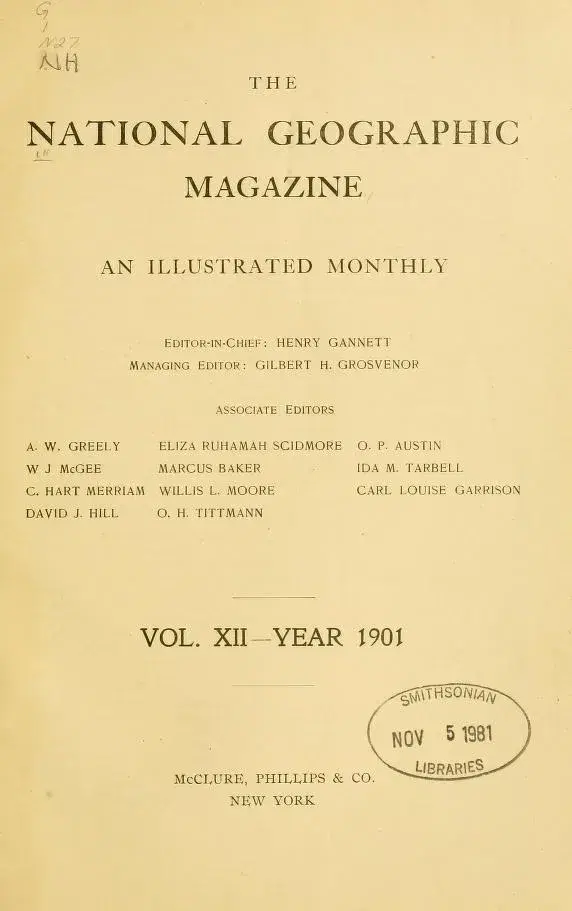 G
1
N27
NH
THE
NATIONAL GEOGRAPHIC
MAGAZINE
AN ILLUSTRATED MONTHLY
EDITOR-IN-CHIEF: HENRY GANNETT
MANAGING EDITOR: GILBERT H. GROSVENOR
ASSOCIATE EDITORS
A. W. GREELY ELIZA RUHAMAH SCIDMORE O. P. AUSTIN
W J McGEE MARCUS BAKER IDA M. TARBELL
C. HART MERRIAM WILLIS L. MOORE CARL LOUISE GARRISON
DAVID J. HILL O. H. TITTMANN
VOL. XII—YEAR 1901
SMITHSONIAN
NOV 5 1981
LIBRARIES
McCLURE, PHILLIPS & CO.
NEW YORK